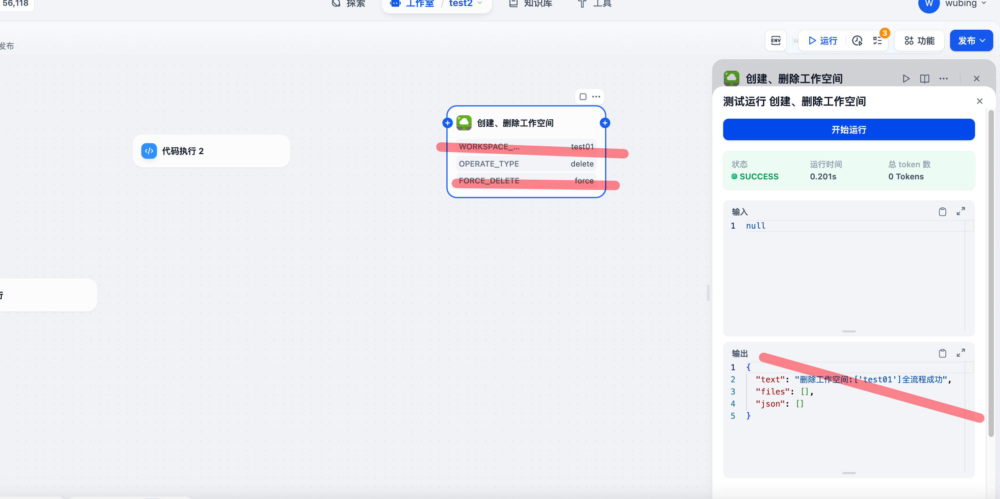 56,118
探索
工作室 / test2
知识库
工具
W
wubing
发布
ENV
运行
3
功能
发布
创建、删除工作空间
测试运行 创建、删除工作空间
开始运行
状态 运行时间 总 token 数
SUCCESS 0.201s 0 Tokens
输入
1 null
输出
1 {
2 "text": "删除工作空间:['test01']全流程成功",
3 "files": [],
4 "json": []
5 }
创建、删除工作空间
WORKSPACE_... test01
OPERATE_TYPE delete
FORCE_DELETE force
代码执行 2
行